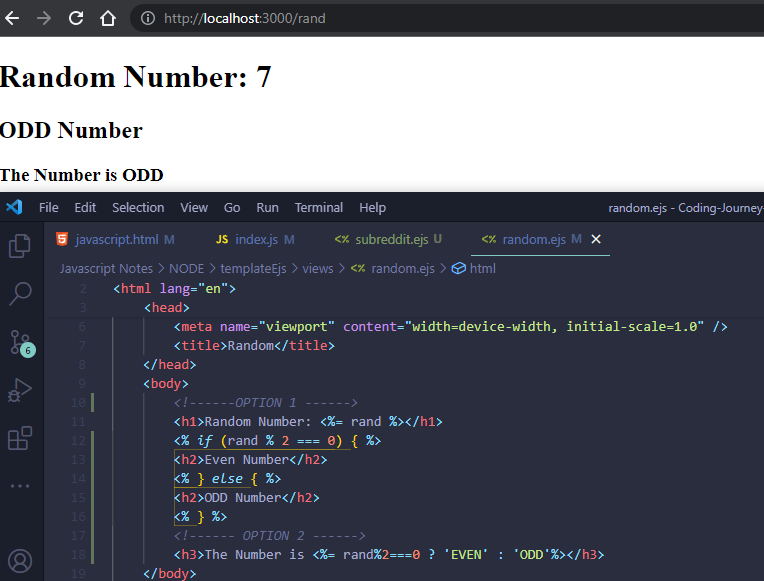 http://localhost:3000/rand
Random Number: 7
ODD Number
The Number is ODD
File Edit Selection View Go Run Terminal Help random.ejs - Coding-Journey-
javascript.html M JS index.js M <% subreddit.ejs U <% random.ejs M
Javascript Notes > NODE > templateEjs > views > <% random.ejs > html
2 <html lang="en">
3 <head>
6 <meta name="viewport" content="width=device-width, initial-scale=1.0" />
7 <title>Random</title>
8 </head>
9 <body>
10 <!------OPTION 1 ------>
11 <h1>Random Number: <%= rand %></h1>
12 <% if (rand % 2 === 0) { %>
13 <h2>Even Number</h2>
14 <% } else { %>
15 <h2>ODD Number</h2>
16 <% } %>
17 <!------ OPTION 2 ------>
18 <h3>The Number is <%= rand%2===0 ? 'EVEN' : 'ODD'%></h3>
19 </body>
6